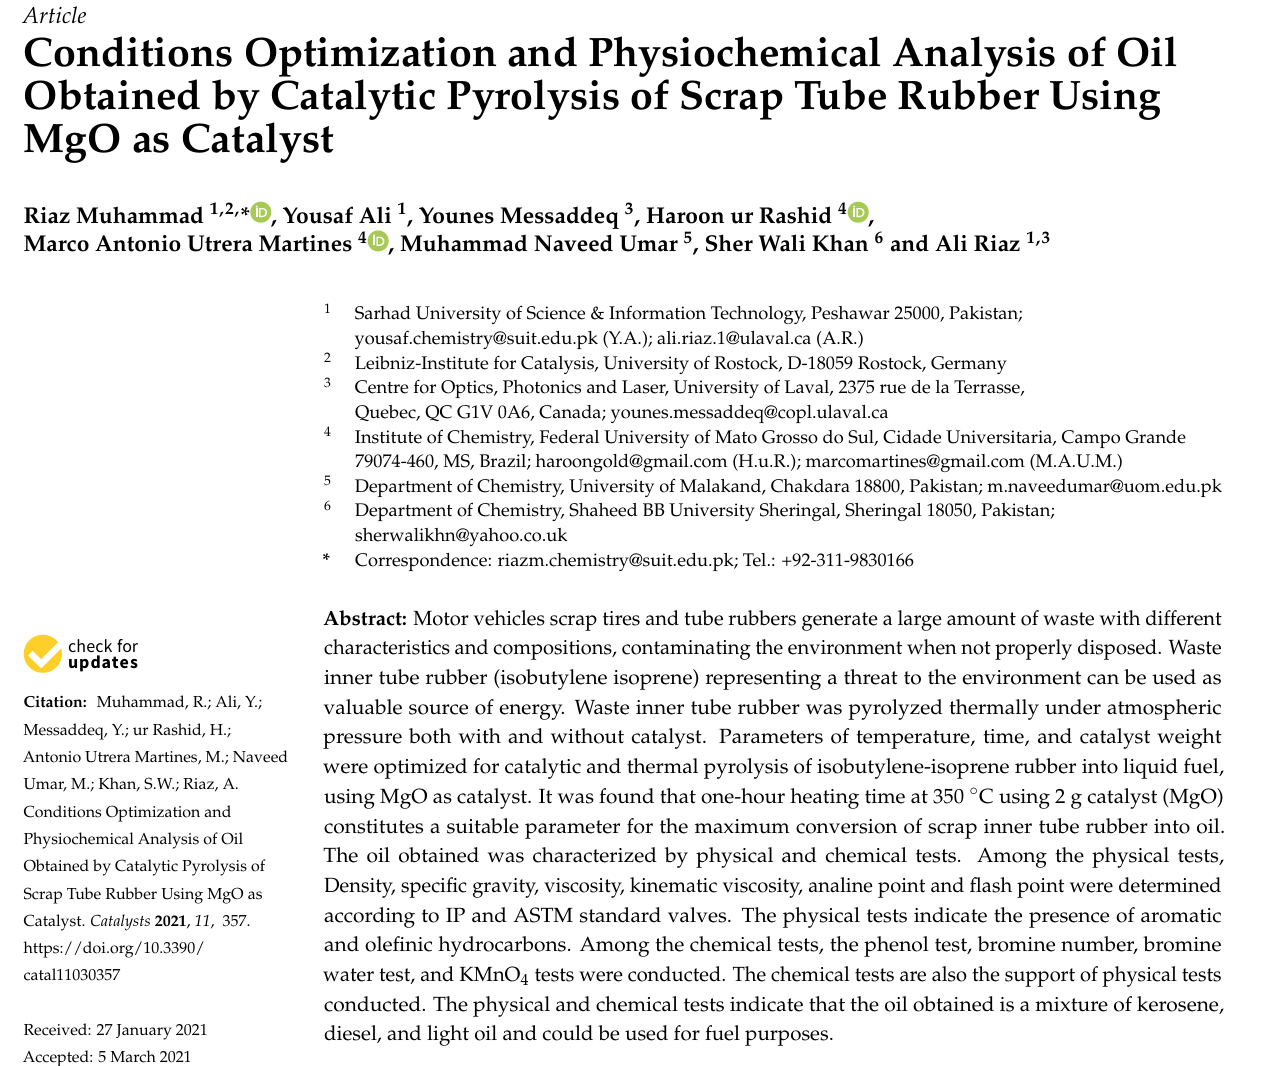 Article
Conditions Optimization and Physiochemical Analysis of Oil
Obtained by Catalytic Pyrolysis of Scrap Tube Rubber Using
MgO as Catalyst
Riaz Muhammad 1,2,* iD, Yousaf Ali 1, Younes Messaddeq 3, Haroon ur Rashid 4 iD,
Marco Antonio Utrera Martines 4 iD, Muhammad Naveed Umar 5, Sher Wali Khan 6 and Ali Riaz 1,3
1 Sarhad University of Science & Information Technology, Peshawar 25000, Pakistan;
yousaf.chemistry@suit.edu.pk (Y.A.); ali.riaz.1@ulaval.ca (A.R.)
2 Leibniz-Institute for Catalysis, University of Rostock, D-18059 Rostock, Germany
3 Centre for Optics, Photonics and Laser, University of Laval, 2375 rue de la Terrasse,
Quebec, QC G1V 0A6, Canada; younes.messaddeq@copl.ulaval.ca
4 Institute of Chemistry, Federal University of Mato Grosso do Sul, Cidade Universitaria, Campo Grande
79074-460, MS, Brazil; haroongold@gmail.com (H.u.R.); marcomartines@gmail.com (M.A.U.M.)
5 Department of Chemistry, University of Malakand, Chakdara 18800, Pakistan; m.naveedumar@uom.edu.pk
6 Department of Chemistry, Shaheed BB University Sheringal, Sheringal 18050, Pakistan;
sherwalikhn@yahoo.co.uk
* Correspondence: riazm.chemistry@suit.edu.pk; Tel.: +92-311-9830166
Abstract: Motor vehicles scrap tires and tube rubbers generate a large amount of waste with different
characteristics and compositions, contaminating the environment when not properly disposed. Waste
inner tube rubber (isobutylene isoprene) representing a threat to the environment can be used as
valuable source of energy. Waste inner tube rubber was pyrolyzed thermally under atmospheric
pressure both with and without catalyst. Parameters of temperature, time, and catalyst weight
were optimized for catalytic and thermal pyrolysis of isobutylene-isoprene rubber into liquid fuel,
using MgO as catalyst. It was found that one-hour heating time at 350 °C using 2 g catalyst (MgO)
constitutes a suitable parameter for the maximum conversion of scrap inner tube rubber into oil.
The oil obtained was characterized by physical and chemical tests. Among the physical tests,
Density, specific gravity, viscosity, kinematic viscosity, analine point and flash point were determined
according to IP and ASTM standard valves. The physical tests indicate the presence of aromatic
and olefinic hydrocarbons. Among the chemical tests, the phenol test, bromine number, bromine
water test, and KMnO4 tests were conducted. The chemical tests are also the support of physical tests
conducted. The physical and chemical tests indicate that the oil obtained is a mixture of kerosene,
diesel, and light oil and could be used for fuel purposes.
check for
updates
Citation: Muhammad, R.; Ali, Y.;
Messaddeq, Y.; ur Rashid, H.;
Antonio Utrera Martines, M.; Naveed
Umar, M.; Khan, S.W.; Riaz, A.
Conditions Optimization and
Physiochemical Analysis of Oil
Obtained by Catalytic Pyrolysis of
Scrap Tube Rubber Using MgO as
Catalyst. Catalysts 2021, 11, 357.
https://doi.org/10.3390/
catal11030357
Received: 27 January 2021
Accepted: 5 March 2021